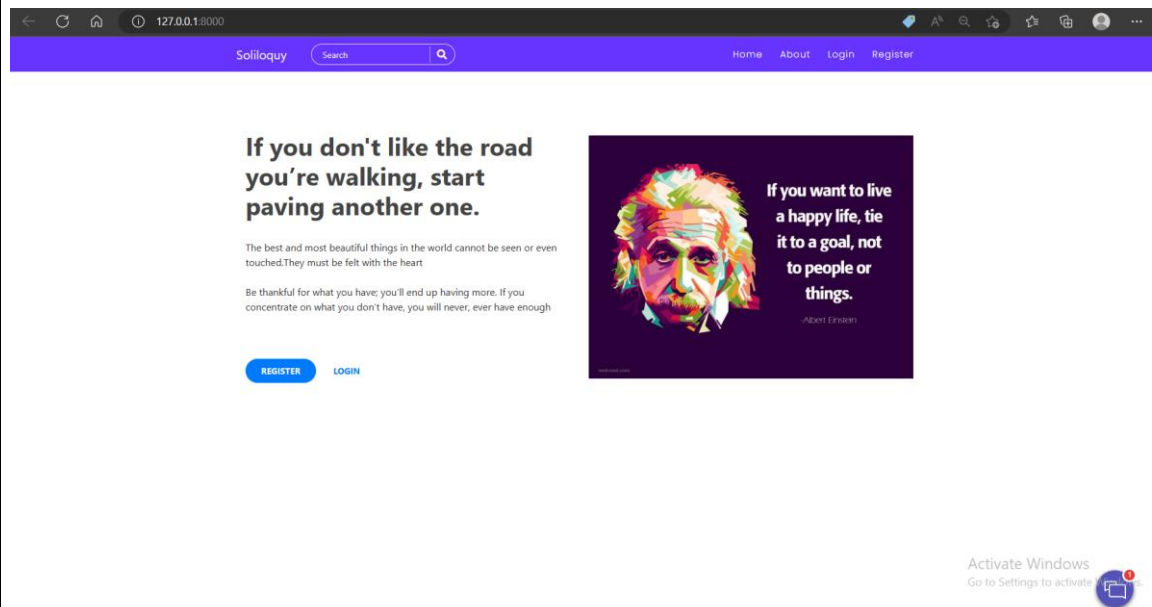 127.0.0.1:8000
Soliloquy Search Home About Login Register
If you don't like the road
you’re walking, start
paving another one.
The best and most beautiful things in the world cannot be seen or even
touched.They must be felt with the heart
Be thankful for what you have; you'll end up having more. If you
concentrate on what you don't have, you will never, ever have enough
REGISTER LOGIN
If you want to live
a happy life, tie
it to a goal, not
to people or
things.
-Albert Einstein
Activate Windows
Go to Settings to activate
1